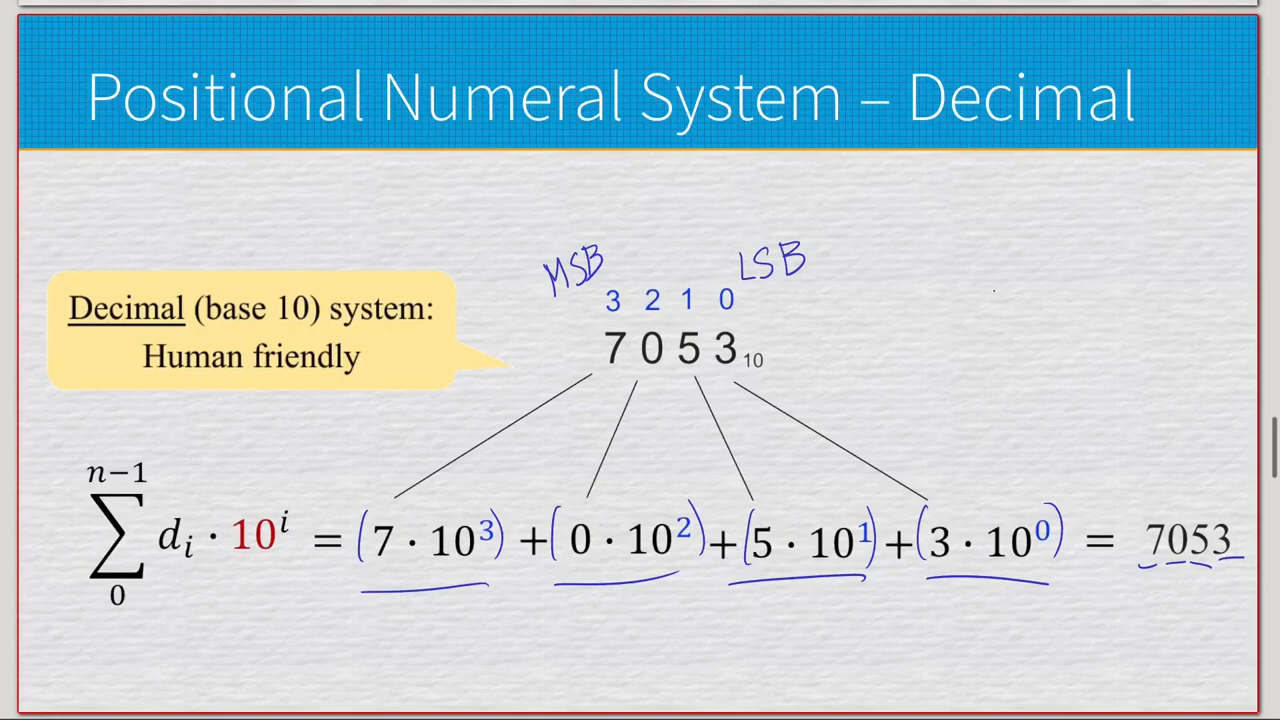 Positional Numeral System – Decimal
MSB LSB
3 2 1 0
Decimal (base 10) system:
Human friendly
7 0 5 3₁₀
n−1
∑ dᵢ · 10ⁱ = (7 · 10³) + (0 · 10²) + (5 · 10¹) + (3 · 10⁰) = 7053
0